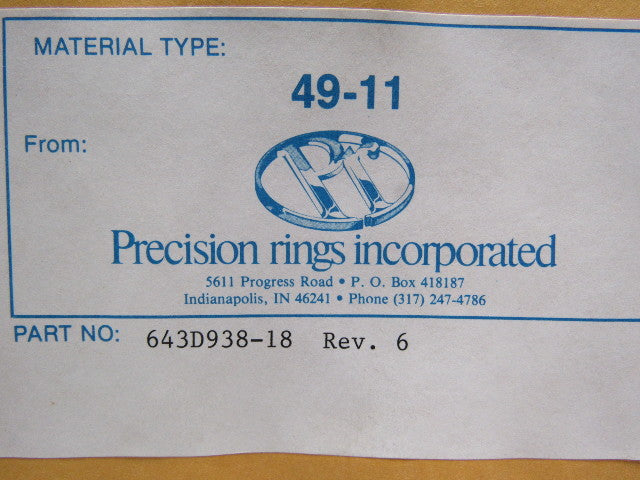 MATERIAL TYPE:
49-11
From:
Pri
Precision rings incorporated
5611 Progress Road • P. O. Box 418187
Indianapolis, IN 46241 • Phone (317) 247-4786
PART NO: 643D938-18 Rev. 6